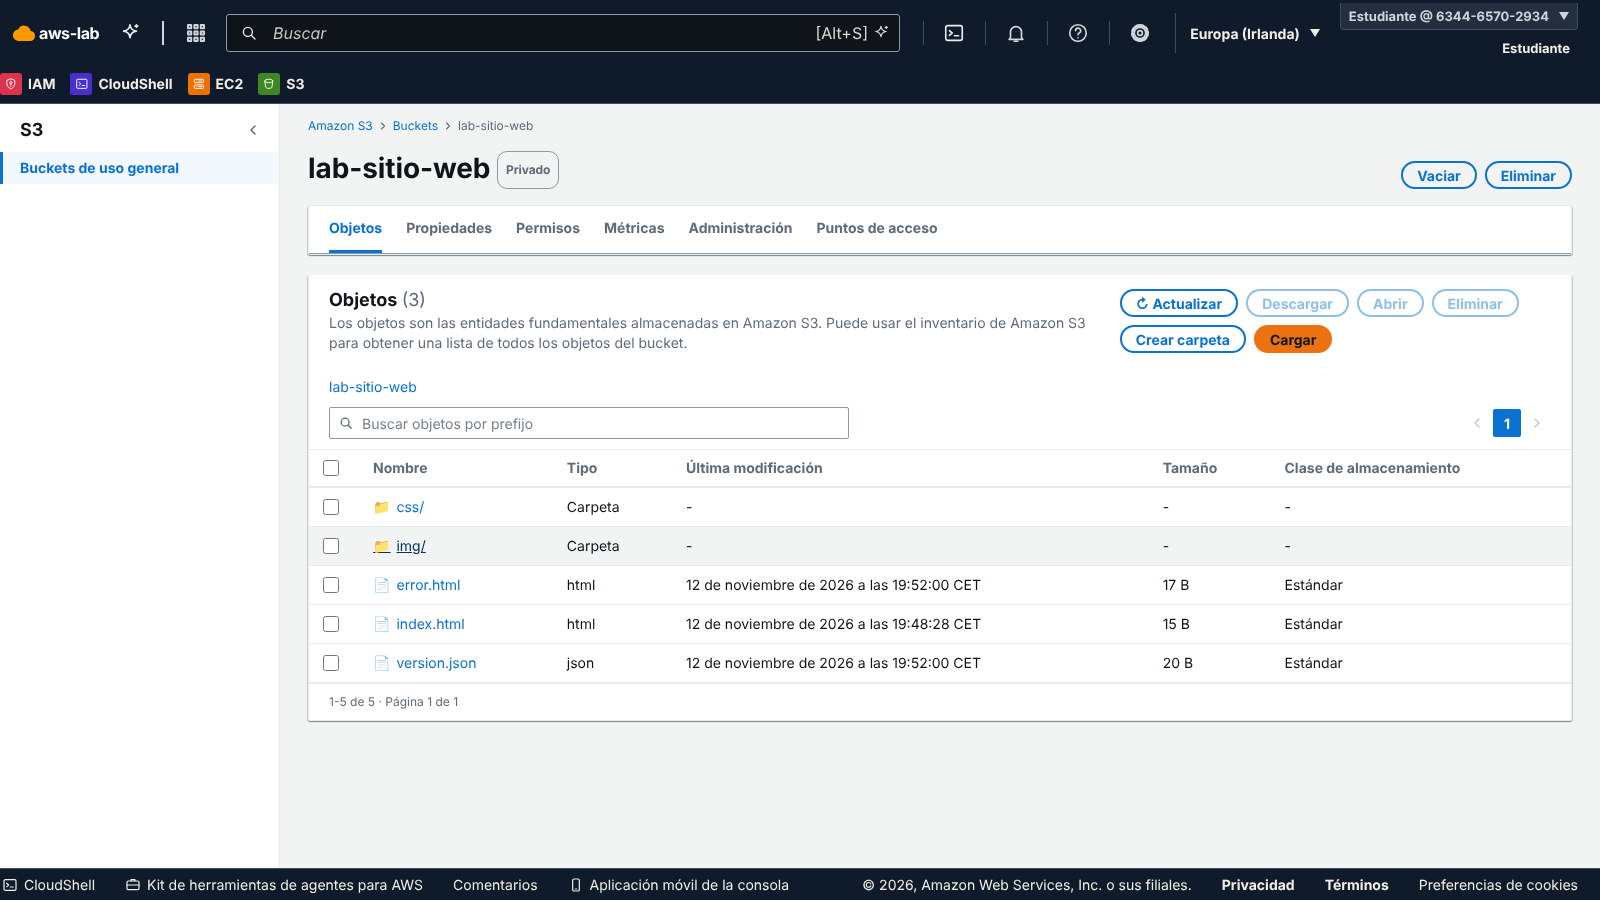 aws-lab
Buscar
[Alt+S]
Europa (Irlanda) ▼
Estudiante @ 6344-6570-2934 ▼
Estudiante
IAM
CloudShell
EC2
S3
S3
Buckets de uso general
Amazon S3 > Buckets > lab-sitio-web
lab-sitio-web
Privado
Vaciar
Eliminar
Objetos
Propiedades
Permisos
Métricas
Administración
Puntos de acceso
Objetos (3)
Los objetos son las entidades fundamentales almacenadas en Amazon S3. Puede usar el inventario de Amazon S3
para obtener una lista de todos los objetos del bucket.
Actualizar
Descargar
Abrir
Eliminar
Crear carpeta
Cargar
lab-sitio-web
Buscar objetos por prefijo
1
Nombre Tipo Última modificación Tamaño Clase de almacenamiento
css/ Carpeta - - -
img/ Carpeta - - -
error.html html 12 de noviembre de 2026 a las 19:52:00 CET 17 B Estándar
index.html html 12 de noviembre de 2026 a las 19:48:28 CET 15 B Estándar
version.json json 12 de noviembre de 2026 a las 19:52:00 CET 20 B Estándar
1-5 de 5 · Página 1 de 1
CloudShell
Kit de herramientas de agentes para AWS
Comentarios
Aplicación móvil de la consola
© 2026, Amazon Web Services, Inc. o sus filiales.
Privacidad
Términos
Preferencias de cookies